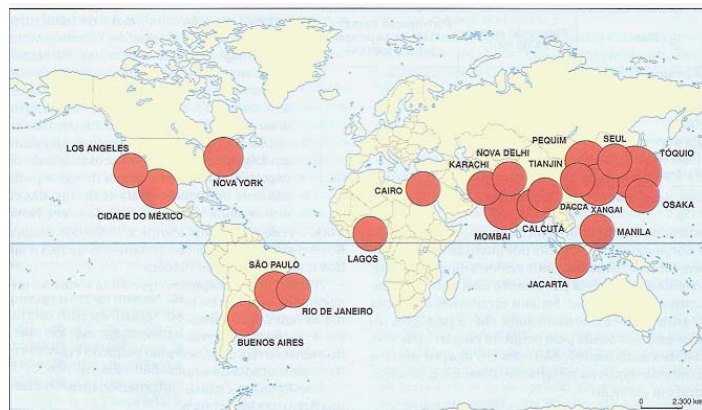 LOS ANGELES
NOVA YORK
CIDADE DO MÉXICO
SÃO PAULO
RIO DE JANEIRO
BUENOS AIRES
CAIRO
LAGOS
PEQUIM
SEUL
TÓQUIO
NOVA DELHI
TIANJIN
KARACHI
DACCA
XANGAI
OSAKA
MOMBAI
CALCUTÁ
MANILA
JACARTA
0 2.300 km